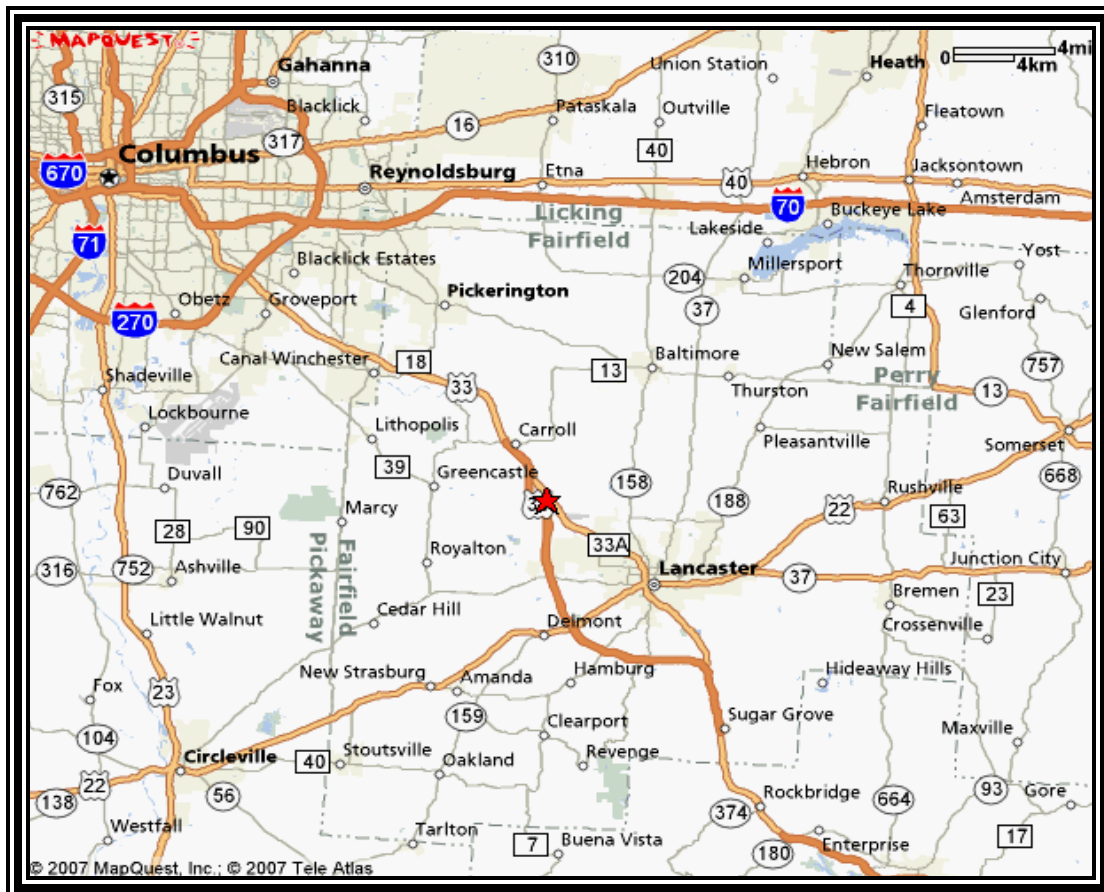 MAPQUEST
310
Union Station
Heath
4mi
0
4km
Gahanna
315
Blacklick
Pataskala
Outville
Fleatown
16
317
40
Columbus
670
Reynoldsburg
Etna
40
Hebron
Jacksontown
Amsterdam
70
Licking
Fairfield
Buckeye Lake
71
Lakeside
Blacklick Estates
Millersport
Yost
204
Thornville
Pickerington
Obetz
Groveport
37
4
Glenford
270
Canal Winchester
18
Baltimore
New Salem
757
13
Shadeville
33
Thurston
Perry
Fairfield
13
Lockbourne
Lithopolis
Carroll
Pleasantville
Somerset
39
Greencastle
Duvall
158
668
762
188
Rushville
Marcy
22
63
28
90
33A
Fairfield
Pickaway
Royalton
Junction City
316
752
Ashville
Lancaster
37
Bremen
23
Cedar Hill
Crossenville
Little Walnut
Delmont
New Strasburg
Amanda
Hamburg
Hideaway Hills
Fox
23
159
Clearport
Sugar Grove
Maxville
104
Circleville
40
Stoutsville
Oakland
Revenge
22
138
56
93
Gore
664
Rockbridge
374
Westfall
Tarlton
7
Buena Vista
180
Enterprise
17
© 2007 MapQuest, Inc.; © 2007 Tele Atlas